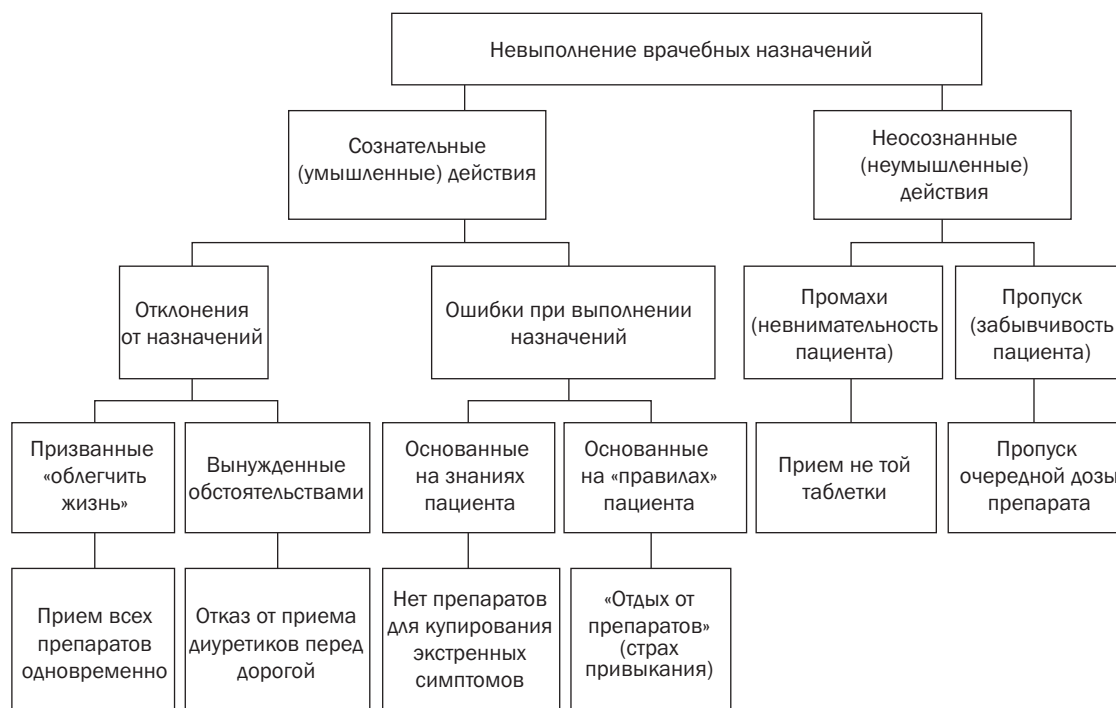 Невыполнение врачебных назначений
Сознательные
(умышленные) действия
Неосознанные
(неумышленные)
действия
Отклонения
от назначений
Ошибки при выполнении
назначений
Промахи
(невнимательность
пациента)
Пропуск
(забывчивость
пациента)
Призванные
«облегчить
жизнь»
Вынужденные
обстоятельствами
Основанные
на знаниях
пациента
Основанные
на «правилах»
пациента
Прием не той
таблетки
Пропуск
очередной дозы
препарата
Прием всех
препаратов
одновременно
Отказ от приема
диуретиков перед
дорогой
Нет препаратов
для купирования
экстренных
симптомов
«Отдых от
препаратов»
(страх
привыкания)